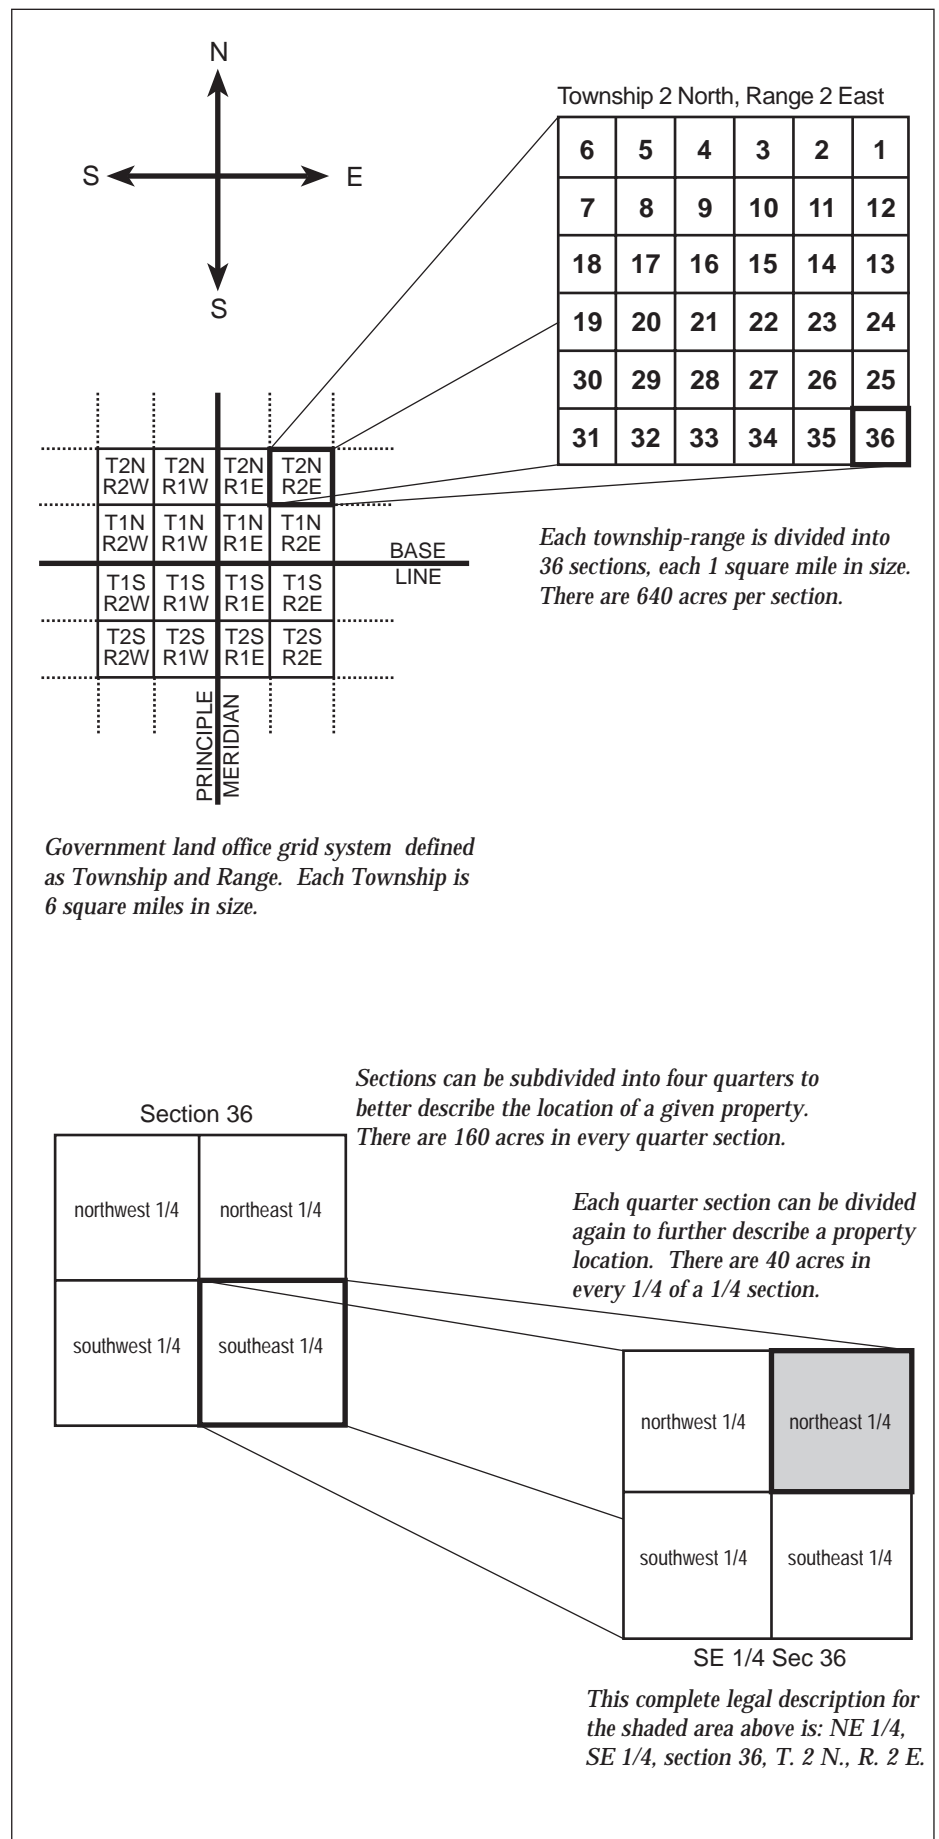 N
S E
S
Township 2 North, Range 2 East
6 5 4 3 2 1
7 8 9 10 11 12
18 17 16 15 14 13
19 20 21 22 23 24
30 29 28 27 26 25
31 32 33 34 35 36
T2N T2N T2N T2N
R2W R1W R1E R2E
T1N T1N T1N T1N
R2W R1W R1E R2E
BASE
LINE
T1S T1S T1S T1S
R2W R1W R1E R2E
T2S T2S T2S T2S
R2W R1W R1E R2E
PRINCIPLE
MERIDIAN
Each township-range is divided into
36 sections, each 1 square mile in size.
There are 640 acres per section.
Government land office grid system defined
as Township and Range. Each Township is
6 square miles in size.
Sections can be subdivided into four quarters to
better describe the location of a given property.
There are 160 acres in every quarter section.
Section 36
northwest 1/4 northeast 1/4
southwest 1/4 southeast 1/4
Each quarter section can be divided
again to further describe a property
location. There are 40 acres in
every 1/4 of a 1/4 section.
northwest 1/4 northeast 1/4
southwest 1/4 southeast 1/4
SE 1/4 Sec 36
This complete legal description for
the shaded area above is: NE 1/4,
SE 1/4, section 36, T. 2 N., R. 2 E.